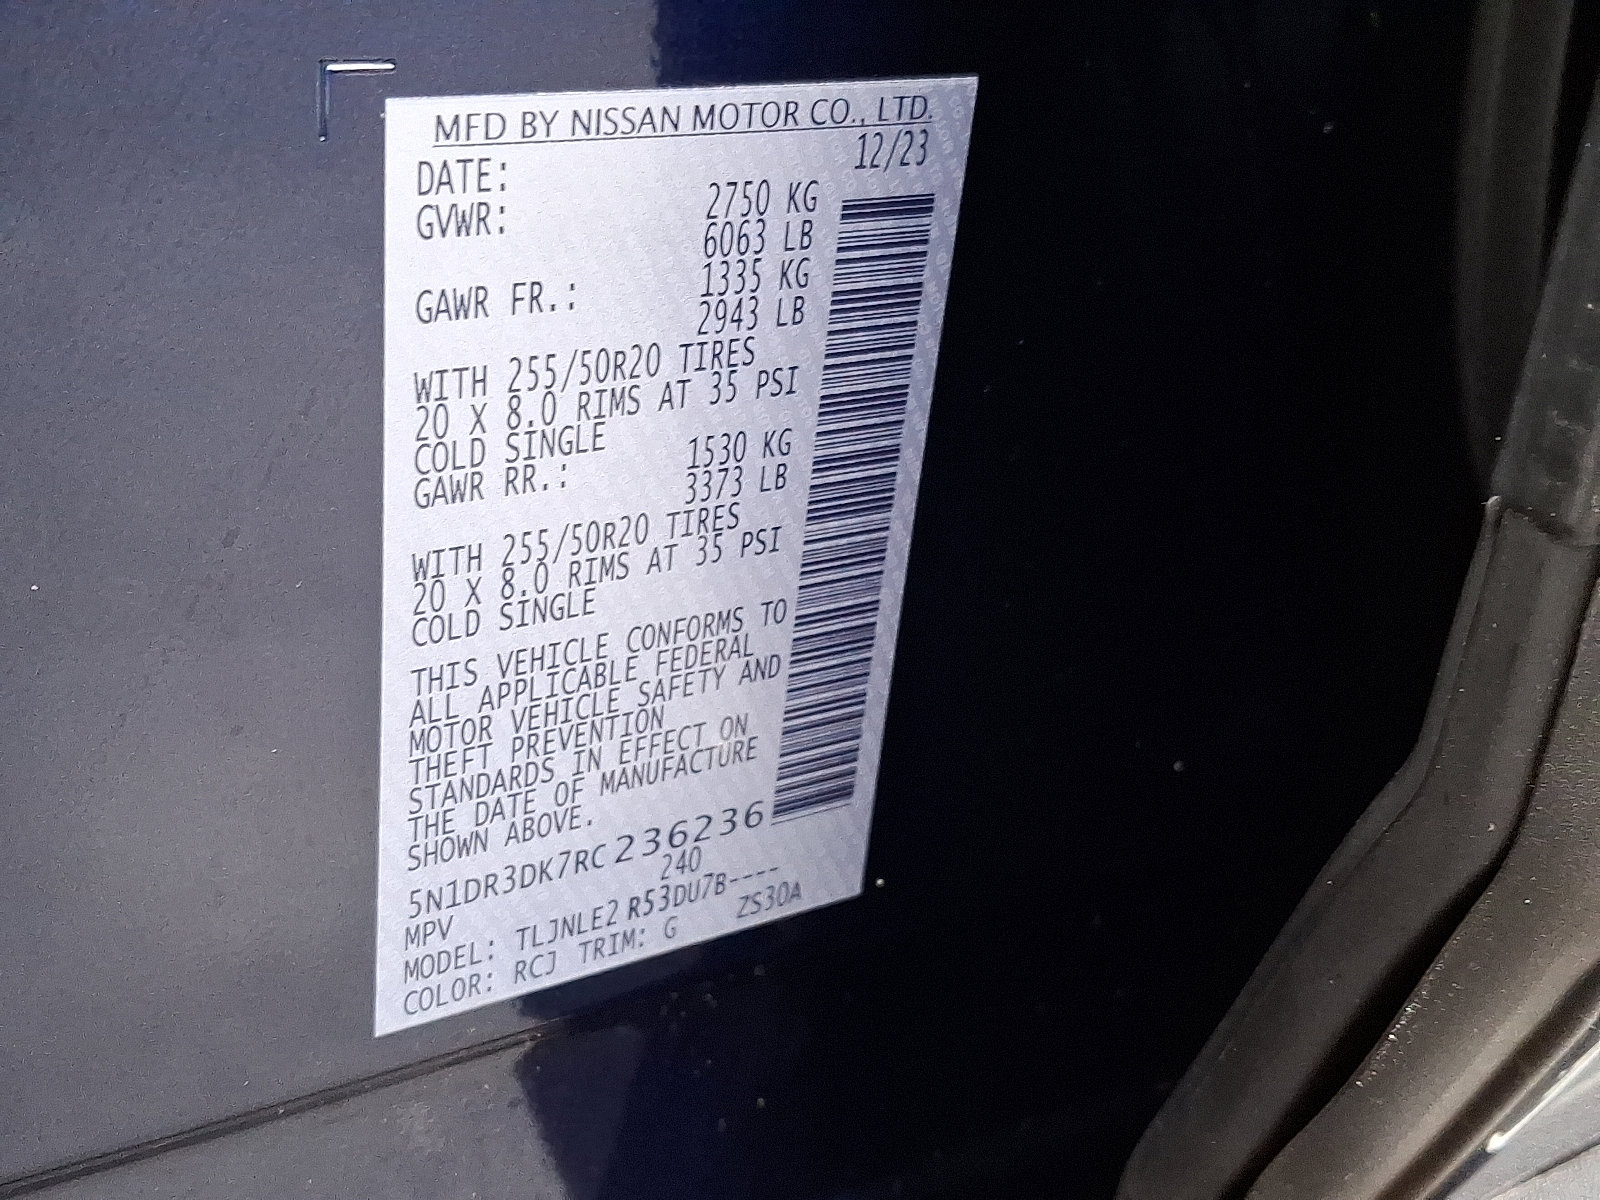 MFD BY NISSAN MOTOR CO., LTD.
DATE: 12/23
GVWR: 2750 KG
6063 LB
GAWR FR.: 1335 KG
2943 LB
WITH 255/50R20 TIRES
20 X 8.0 RIMS AT 35 PSI
COLD SINGLE
GAWR RR.: 1530 KG
3373 LB
WITH 255/50R20 TIRES
20 X 8.0 RIMS AT 35 PSI
COLD SINGLE
THIS VEHICLE CONFORMS TO
ALL APPLICABLE FEDERAL
MOTOR VEHICLE SAFETY AND
THEFT PREVENTION
STANDARDS IN EFFECT ON
THE DATE OF MANUFACTURE
SHOWN ABOVE.
5N1DR3DK7RC236236
MPV 240
MODEL: TLJNLE2 R53DU7B----
COLOR: RCJ TRIM: G ZS30A